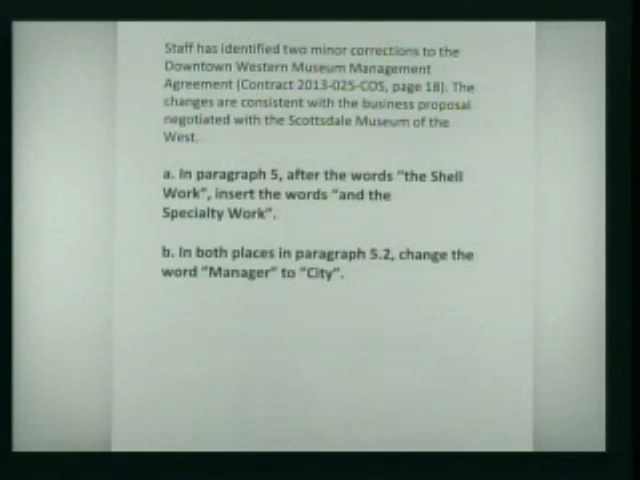 Staff has identified two minor corrections to the
Downtown Western Museum Management
Agreement (Contract 2013-025-COS, page 18). The
changes are consistent with the business proposal
negotiated with the Scottsdale Museum of the
West.
a. In paragraph 5, after the words "the Shell
Work", insert the words "and the
Specialty Work".
b. In both places in paragraph 5.2, change the
word "Manager" to "City".